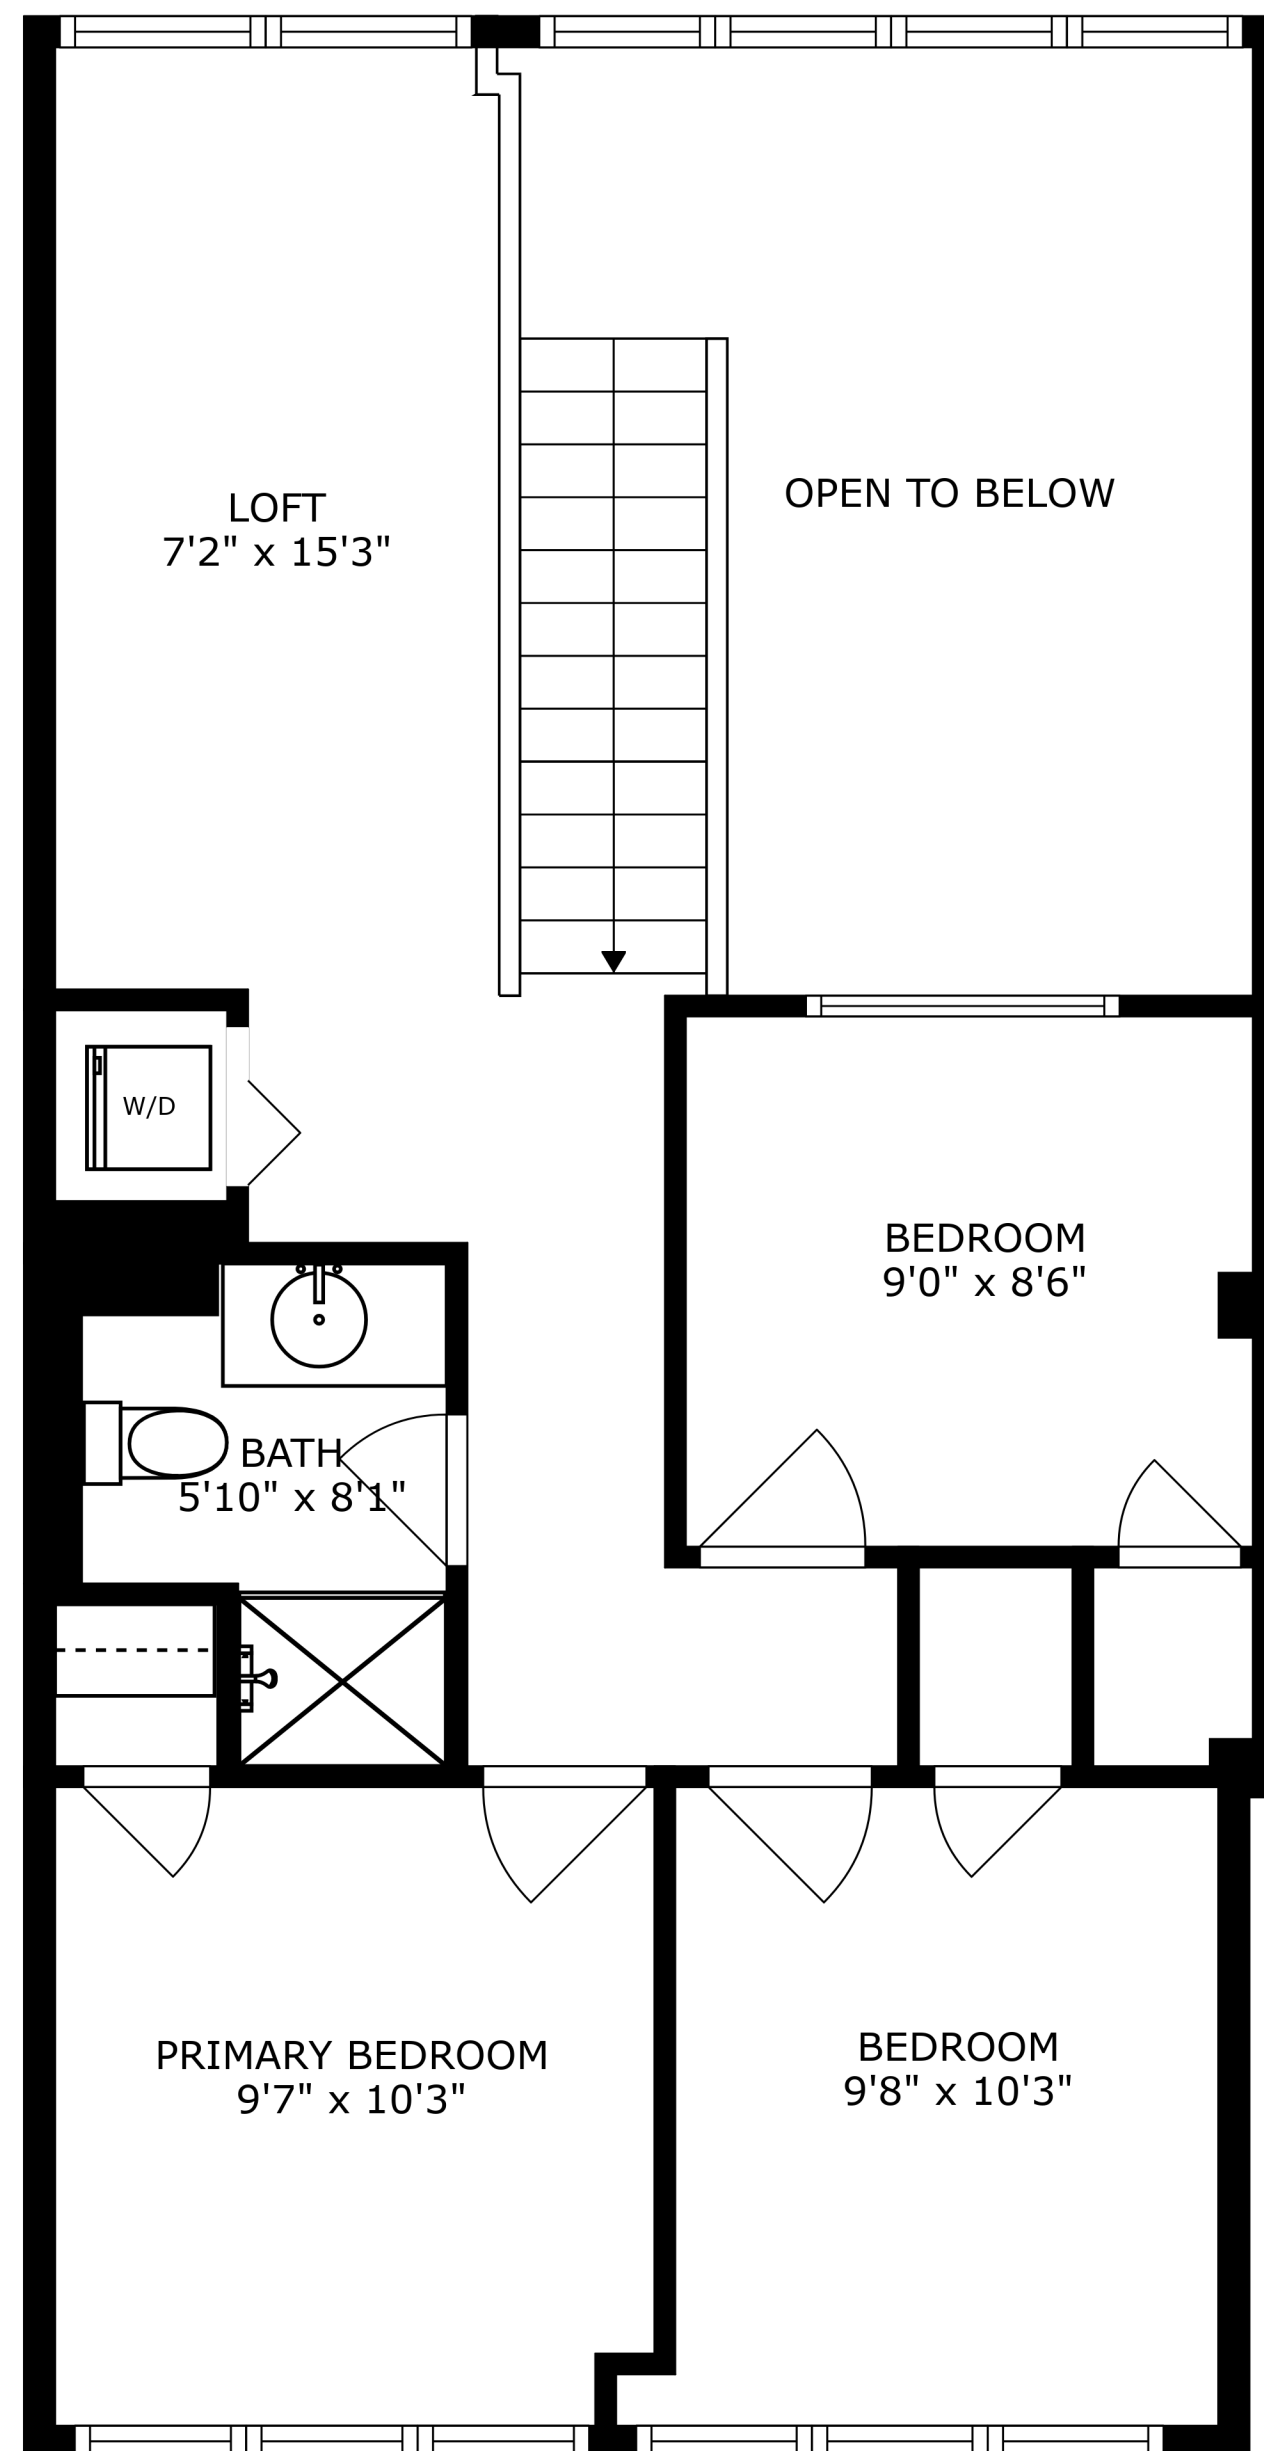 LOFT
7'2" x 15'3"
OPEN TO BELOW
W/D
BEDROOM
9'0" x 8'6"
BATH
5'10" x 8'1"
PRIMARY BEDROOM
9'7" x 10'3"
BEDROOM
9'8" x 10'3"